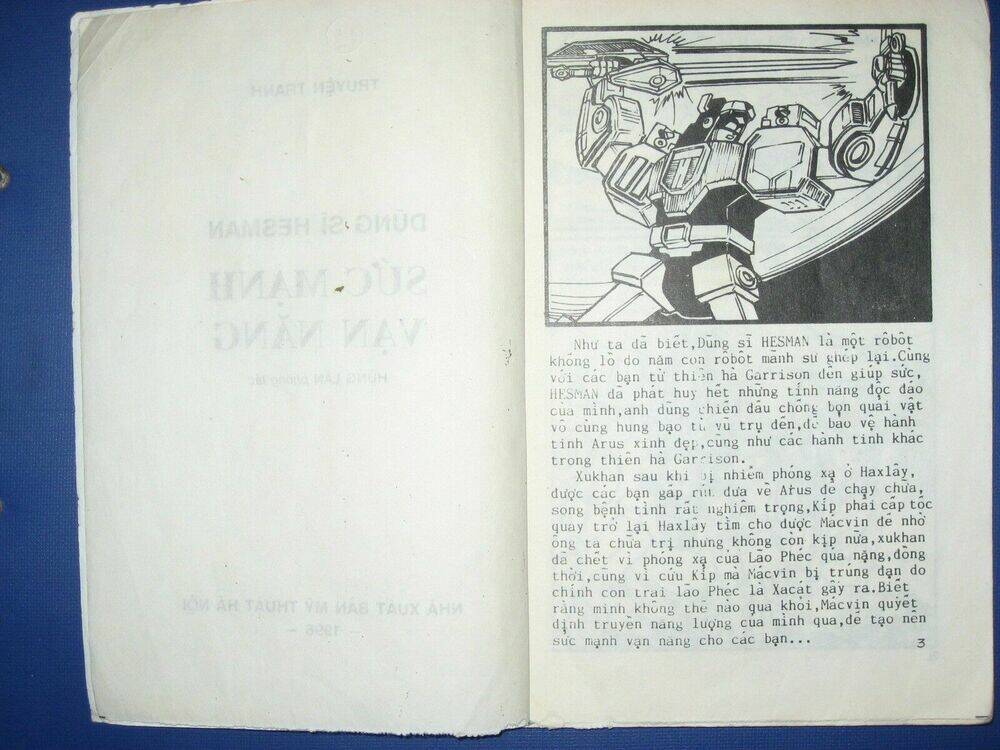 TRUYỆN TRANH
DŨNG SĨ HESMAN
SỨC MẠNH
VẠN NĂNG
HÙNG LÂN phóng tác
NHÀ XUẤT BẢN MỸ THUẬT HÀ NỘI
- 1996
Như ta đã biết,Dũng sĩ HESMAN là một rôbôt
khổng lồ do năm con rôbôt mãnh sư ghép lại.Cùng
với các bạn từ thiên hà Garrison đến giúp sức,
HESMAN đã phát huy hết những tính năng độc đáo
của mình,anh dũng chiến đấu chống bọn quái vật
vô cùng hung bạo từ vũ trụ đến,để bảo vệ hành
tinh Arus xinh đẹp,cũng như các hành tinh khác
trong thiên hà Garrison.
Xukhan sau khi bị nhiễm phóng xạ ở Haxlây,
được các bạn gấp rút đưa về Arus để chạy chữa,
song bệnh tình rất nghiêm trọng,Kíp phải cấp tốc
quay trở lại Haxlây tìm cho được Mácvin để nhờ
ông ta chữa trị nhưng không còn kịp nữa,xukhan
đã chết vì phóng xạ của Lão Phéc quá nặng,đồng
thời,cũng vì cứu Kíp mà Mácvin bị trúng đạn do
chính con trai lão Phéc là Xacát gây ra.Biết
rằng mình không thể nào qua khỏi,Mácvin quyết
định truyền năng lượng của mình qua,để tạo nên
sức mạnh vạn năng cho các bạn...
3